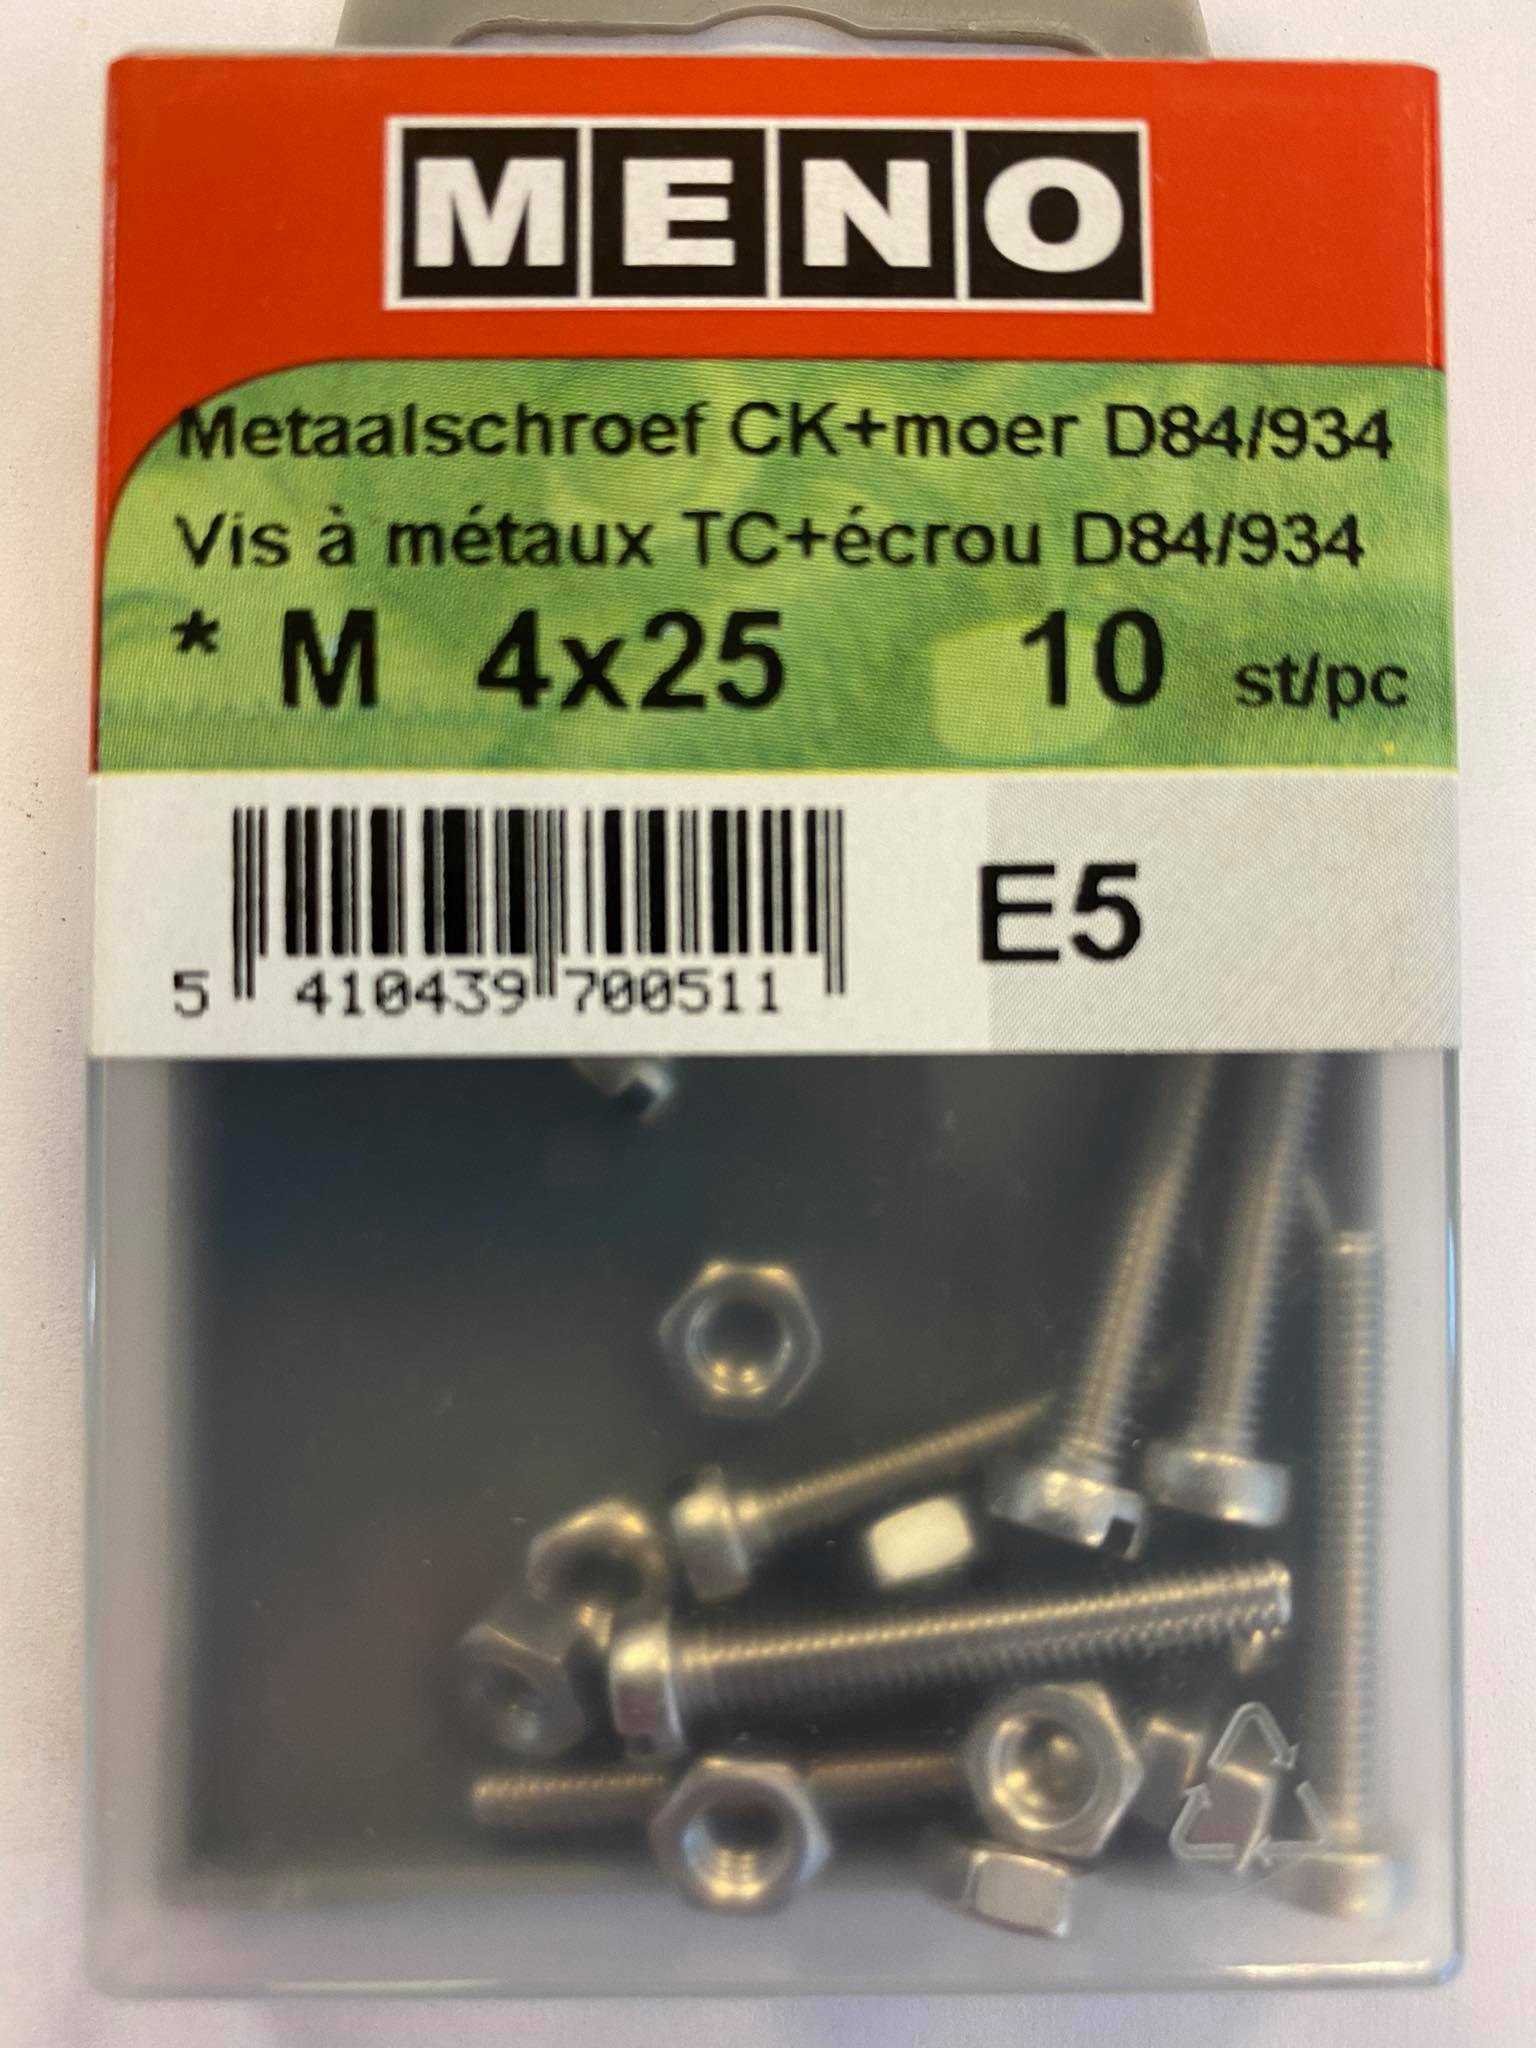 MENO
Metaalschroef CK+moer D84/934
Vis à métaux TC+écrou D84/934
* M 4x25 10 st/pc
E5
5 410439 700511